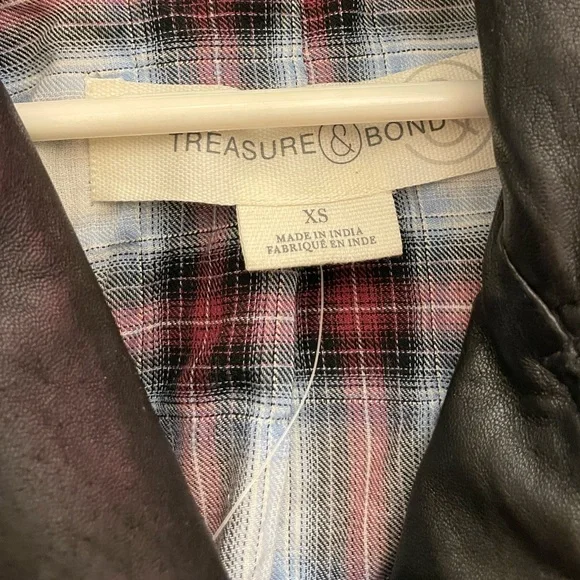 TREASURE & BOND
XS
MADE IN INDIA
FABRIQUÉ EN INDE